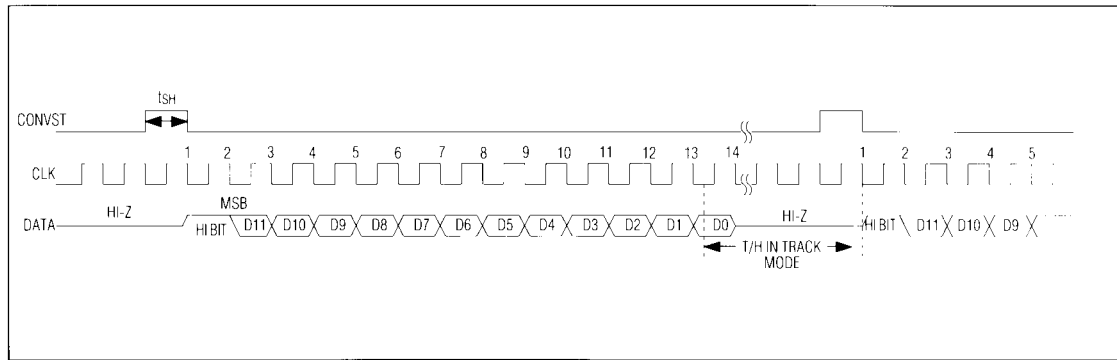 tSH
CONVST
1 2 3 4 5 6 7 8 9 10 11 12 13 14 1 2 3 4 5
CLK
MSB
HI-Z HI BIT D11 D10 D9 D8 D7 D6 D5 D4 D3 D2 D1 D0 HI-Z HI BIT D11 D10 D9
DATA
T/H IN TRACK
MODE